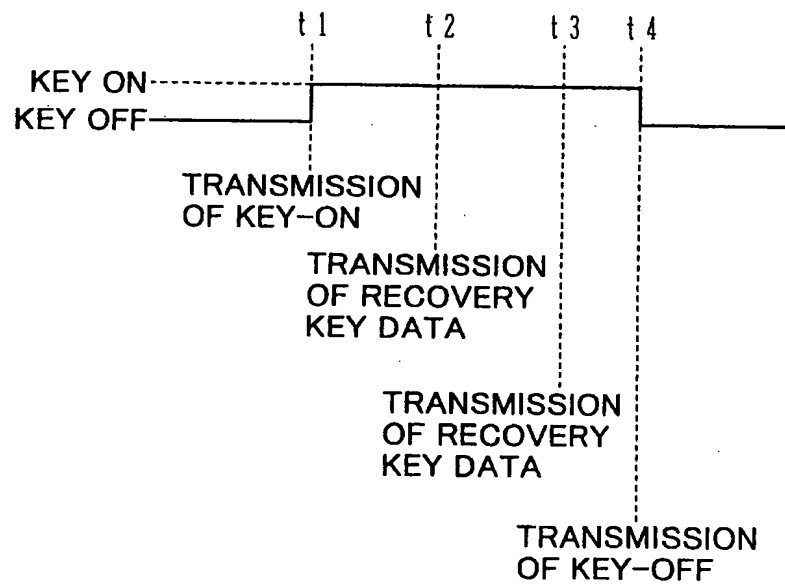 t1 t2 t3 t4
KEY ON
KEY OFF
TRANSMISSION
OF KEY-ON
TRANSMISSION
OF RECOVERY
KEY DATA
TRANSMISSION
OF RECOVERY
KEY DATA
TRANSMISSION
OF KEY-OFF